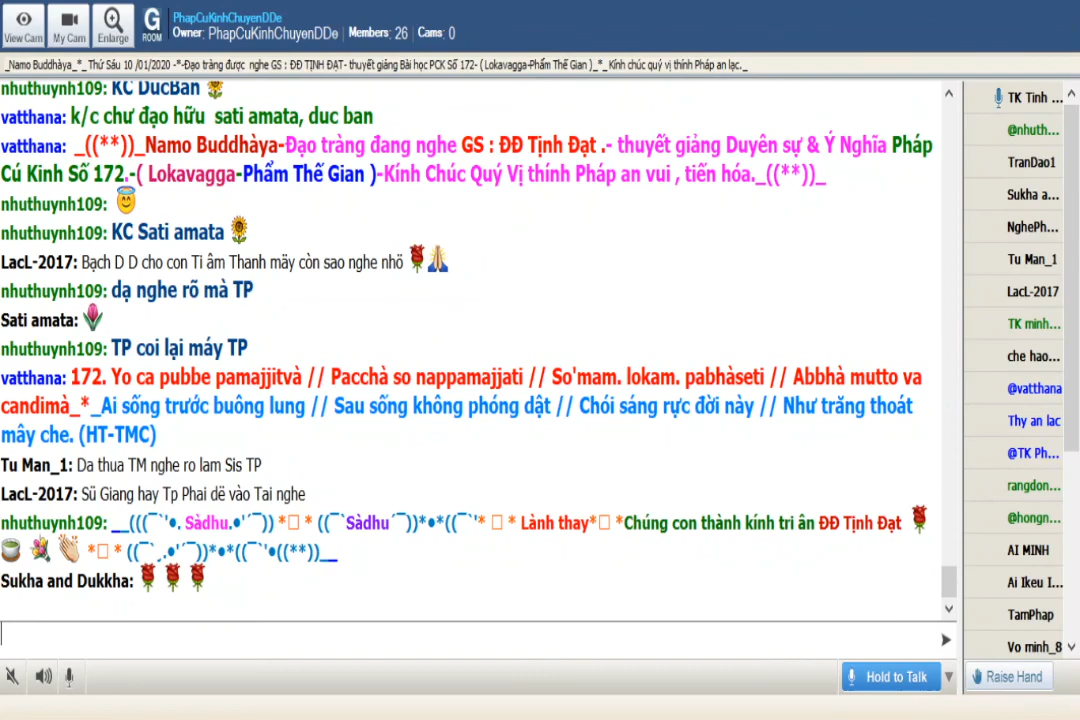 View Cam
My Cam
Enlarge
G
ROOM
PhapCuKinhChuyenDDe
Owner: PhapCuKinhChuyenDDe | Members: 26 | Cams: 0
_Namo Buddhàya_*_ Thứ Sáu 10 /01/2020 -*-Đạo tràng được nghe GS : ĐĐ TỊNH ĐẠT- thuyết giảng Bài học PCK Số 172- ( Lokavagga-Phẩm Thế Gian )_*_ Kính chúc quý vị thính Pháp an lạc._
nhuthuynh109: KC DucBan 🌻
vatthana: k/c chư đạo hữu sati amata, duc ban
vatthana: _((**))_Namo Buddhàya-Đạo tràng đang nghe GS : ĐĐ Tịnh Đạt .- thuyết giảng Duyên sự & Ý Nghĩa Pháp
Cú Kinh Số 172.-( Lokavagga-Phẩm Thế Gian )-Kính Chúc Quý Vị thính Pháp an vui , tiến hóa._((**))_
nhuthuynh109: 😇
nhuthuynh109: KC Sati amata 🌻
LacL-2017: Bạch D D cho con Ti âm Thanh mäy còn sao nghe nhö 🌹🙏
nhuthuynh109: dạ nghe rõ mà TP
Sati amata: 🌷
nhuthuynh109: TP coi lại máy TP
vatthana: 172. Yo ca pubbe pamajjitvà // Pacchà so nappamajjati // So'mam. lokam. pabhàseti // Abbhà mutto va
candimà_*_Ai sống trước buông lung // Sau sống không phóng dật // Chói sáng rực đời này // Như trăng thoát
mây che. (HT-TMC)
Tu Man_1: Da thua TM nghe ro lam Sis TP
LacL-2017: Sü Giang hay Tp Phai dë vào Tai nghe
nhuthuynh109: __(((¯`'•. Sàdhu.•'´¯)) *▯ * ((¯`Sàdhu´¯))*•*((¯`'*▯ * Lành thay*▯ *Chúng con thành kính tri ân ĐĐ Tịnh Đạt 🌹
🍵 💐 👏 *▯ * ((¯`¸.•'´¯))*•*((¯`'•((**))__
Sukha and Dukkha: 🌹 🌹 🌹
Hold to Talk
TK Tinh ...
@nhuth...
TranDao1
Sukha a...
NghePh...
Tu Man_1
LacL-2017
TK minh...
che hao...
@vatthana
Thy an lac
@TK Ph...
rangdon...
@hongn...
AI MINH
Ai Ikeu I...
TamPhap
Vo minh_8
Raise Hand